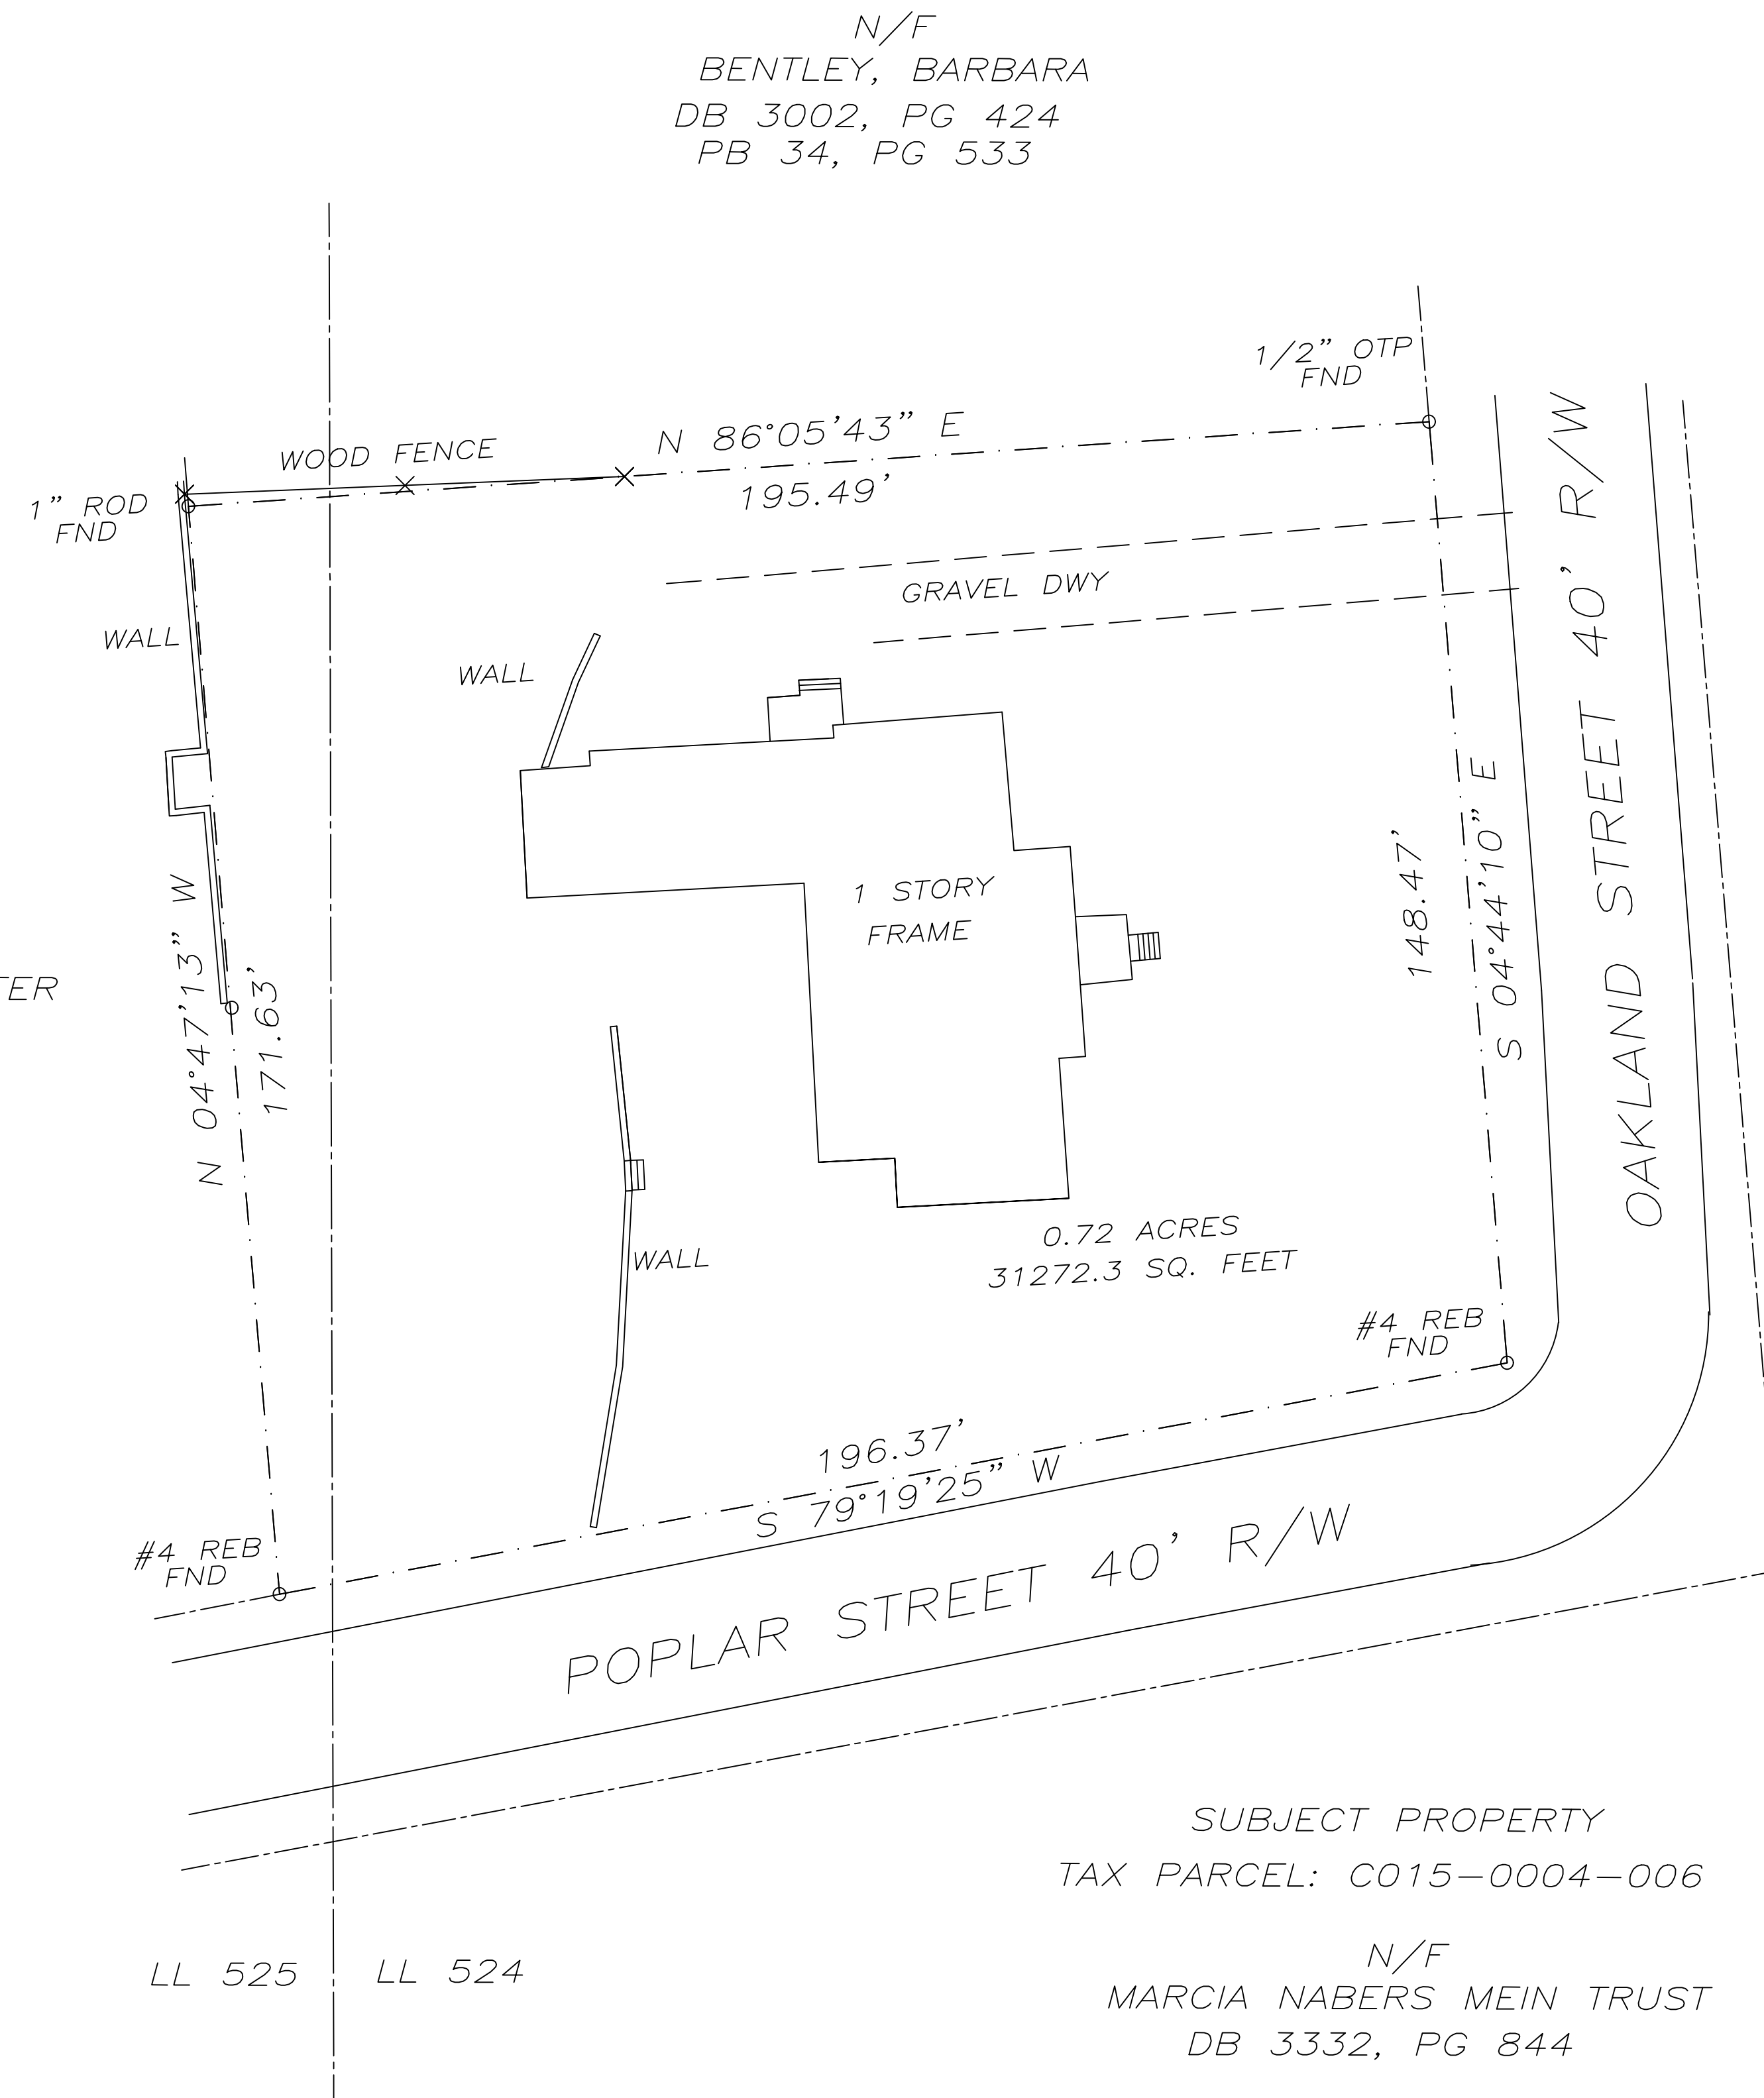 N/F
BENTLEY, BARBARA
DB 3002, PG 424
PB 34, PG 533
1/2" OTP
FND
N 86°05'43" E
195.49'
WOOD FENCE
1" ROD
FND
GRAVEL DWY
WALL
WALL
OAKLAND STREET 40' R/W
1 STORY
FRAME
148.47'
S 04°44'10" E
N 04°47'13" W
171.63'
TER
WALL
0.72 ACRES
31272.3 SQ. FEET
#4 REB
FND
196.37'
S 79°19'25" W
#4 REB
FND
POPLAR STREET 40' R/W
SUBJECT PROPERTY
TAX PARCEL: C015-0004-006
LL 525
LL 524
N/F
MARCIA NABERS MEIN TRUST
DB 3332, PG 844